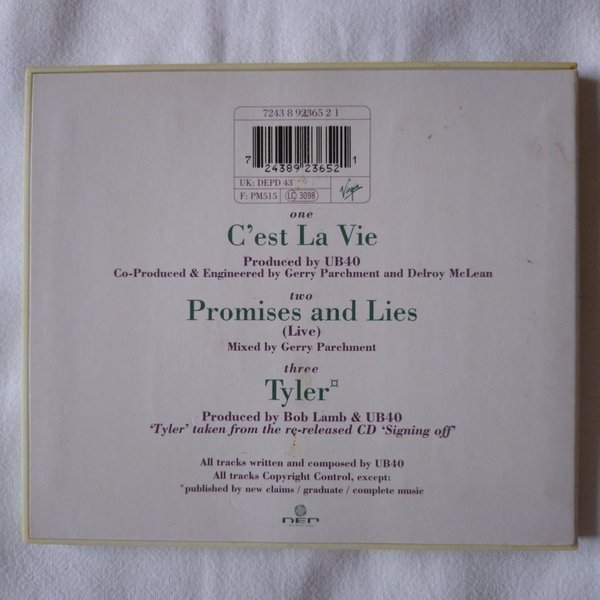 7243 8 92365 2 1
7 24389 23652 1
UK: DEPD 43
F: PM515 LC 3098 Virgin
one
C'est La Vie
Produced by UB40
Co-Produced & Engineered by Gerry Parchment and Delroy McLean
two
Promises and Lies
(Live)
Mixed by Gerry Parchment
three
Tyler¤
Produced by Bob Lamb & UB40
'Tyler' taken from the re-released CD 'Signing off'
All tracks written and composed by UB40
All tracks Copyright Control, except:
¤published by new claims / graduate / complete music
DEP